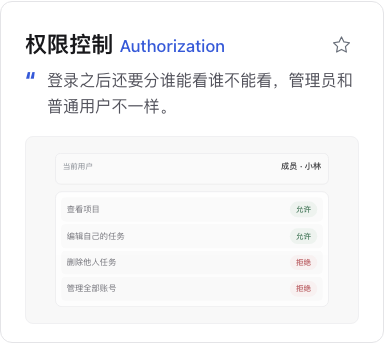 权限控制 Authorization
“ 登录之后还要分谁能看谁不能看，管理员和
普通用户不一样。
当前用户 成员 - 小林
查看项目 允许
编辑自己的任务 允许
删除他人任务 拒绝
管理全部账号 拒绝